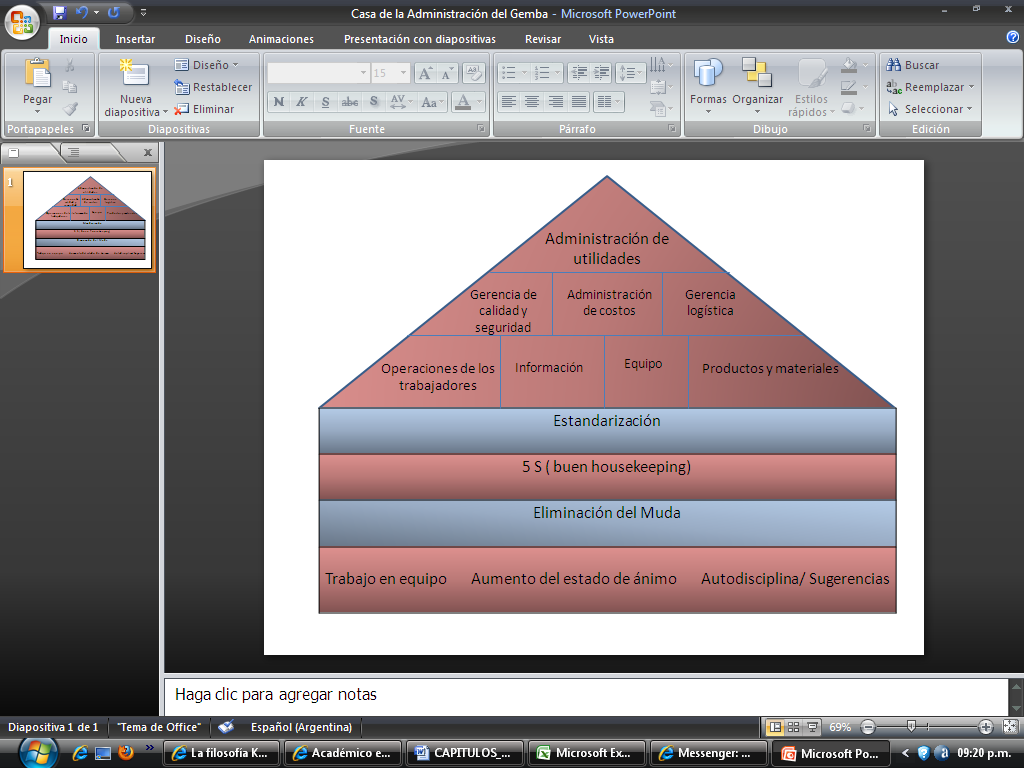 Casa de la Administración del Gemba - Microsoft PowerPoint
Inicio Insertar Diseño Animaciones Presentación con diapositivas Revisar Vista
Pegar
Portapapeles
Nueva diapositiva
Diseño
Restablecer
Eliminar
Diapositivas
15
N K S abc S AV Aa A
Fuente
Párrafo
Formas
Organizar
Estilos rápidos
Dibujo
Buscar
Reemplazar
Seleccionar
Edición
1
Administración de
utilidades
Gerencia de
calidad y
seguridad
Administración
de costos
Gerencia
logística
Operaciones de los
trabajadores
Información
Equipo
Productos y materiales
Estandarización
5 S ( buen housekeeping)
Eliminación del Muda
Trabajo en equipo Aumento del estado de ánimo Autodisciplina/ Sugerencias
Haga clic para agregar notas
Diapositiva 1 de 1 "Tema de Office" Español (Argentina) 69%
La filosofía K... Académico e... CAPITULOS_... Microsoft Ex... Messenger: ... Microsoft Po... 09:20 p.m.